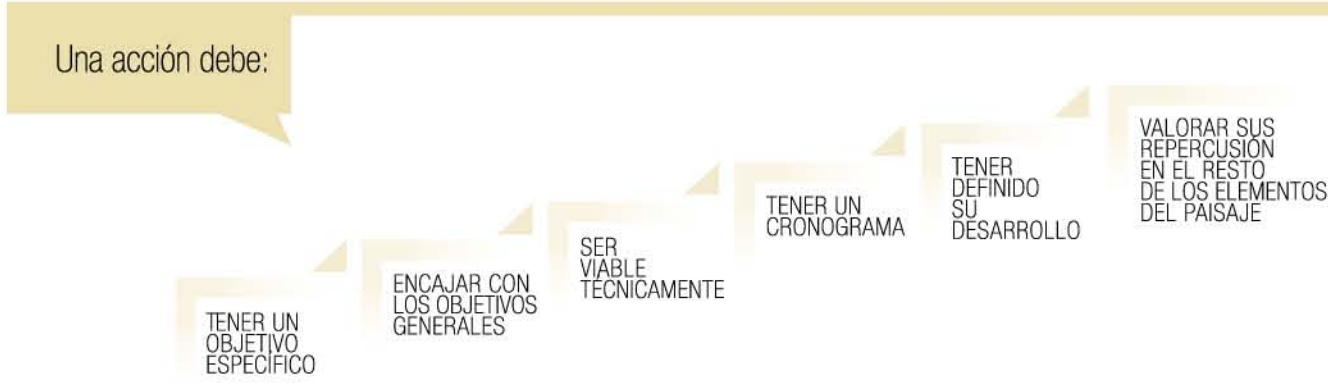 Una acción debe:
TENER UN
OBJETIVO
ESPECÍFICO
ENCAJAR CON
LOS OBJETIVOS
GENERALES
SER
VIABLE
TÉCNICAMENTE
TENER UN
CRONOGRAMA
TENER
DEFINIDO
SU
DESARROLLO
VALORAR SUS
REPERCUSIÓN
EN EL RESTO
DE LOS ELEMENTOS
DEL PAISAJE